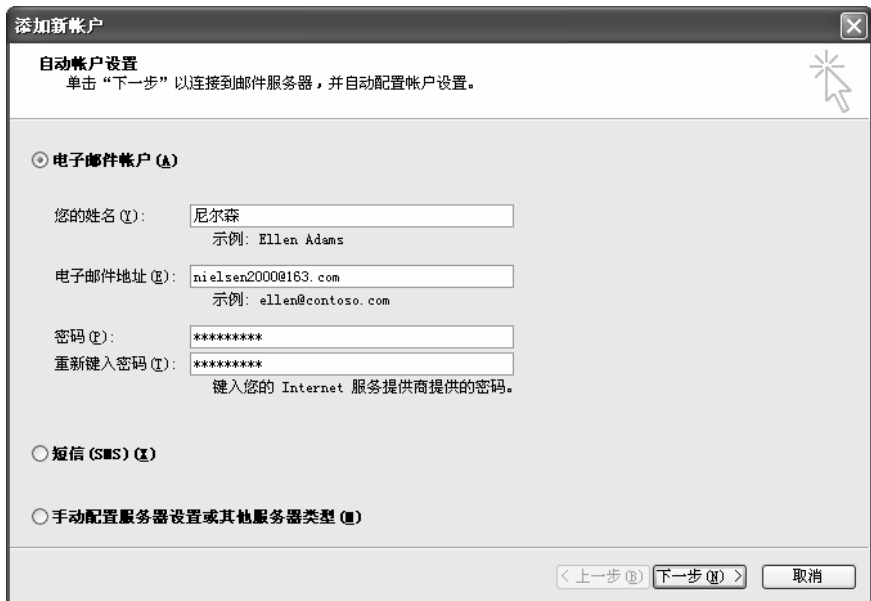 添加新帐户
自动帐户设置
单击“下一步”以连接到邮件服务器，并自动配置帐户设置。
电子邮件帐户(A)
您的姓名(Y): 尼尔森
示例: Ellen Adams
电子邮件地址(E): nielsen2000@163.com
示例: ellen@contoso.com
密码(P): *********
重新键入密码(T): *********
键入您的 Internet 服务提供商提供的密码。
短信(SMS)(X)
手动配置服务器设置或其他服务器类型(M)
< 上一步(B) 下一步(N) > 取消